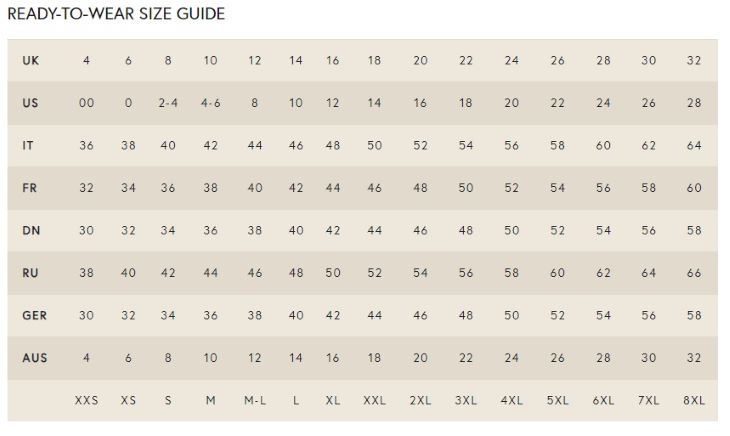 READY-TO-WEAR SIZE GUIDE
UK 4 6 8 10 12 14 16 18 20 22 24 26 28 30 32
US 00 0 2-4 4-6 8 10 12 14 16 18 20 22 24 26 28
IT 36 38 40 42 44 46 48 50 52 54 56 58 60 62 64
FR 32 34 36 38 40 42 44 46 48 50 52 54 56 58 60
DN 30 32 34 36 38 40 42 44 46 48 50 52 54 56 58
RU 38 40 42 44 46 48 50 52 54 56 58 60 62 64 66
GER 30 32 34 36 38 40 42 44 46 48 50 52 54 56 58
AUS 4 6 8 10 12 14 16 18 20 22 24 26 28 30 32
XXS XS S M M-L L XL XXL 2XL 3XL 4XL 5XL 6XL 7XL 8XL